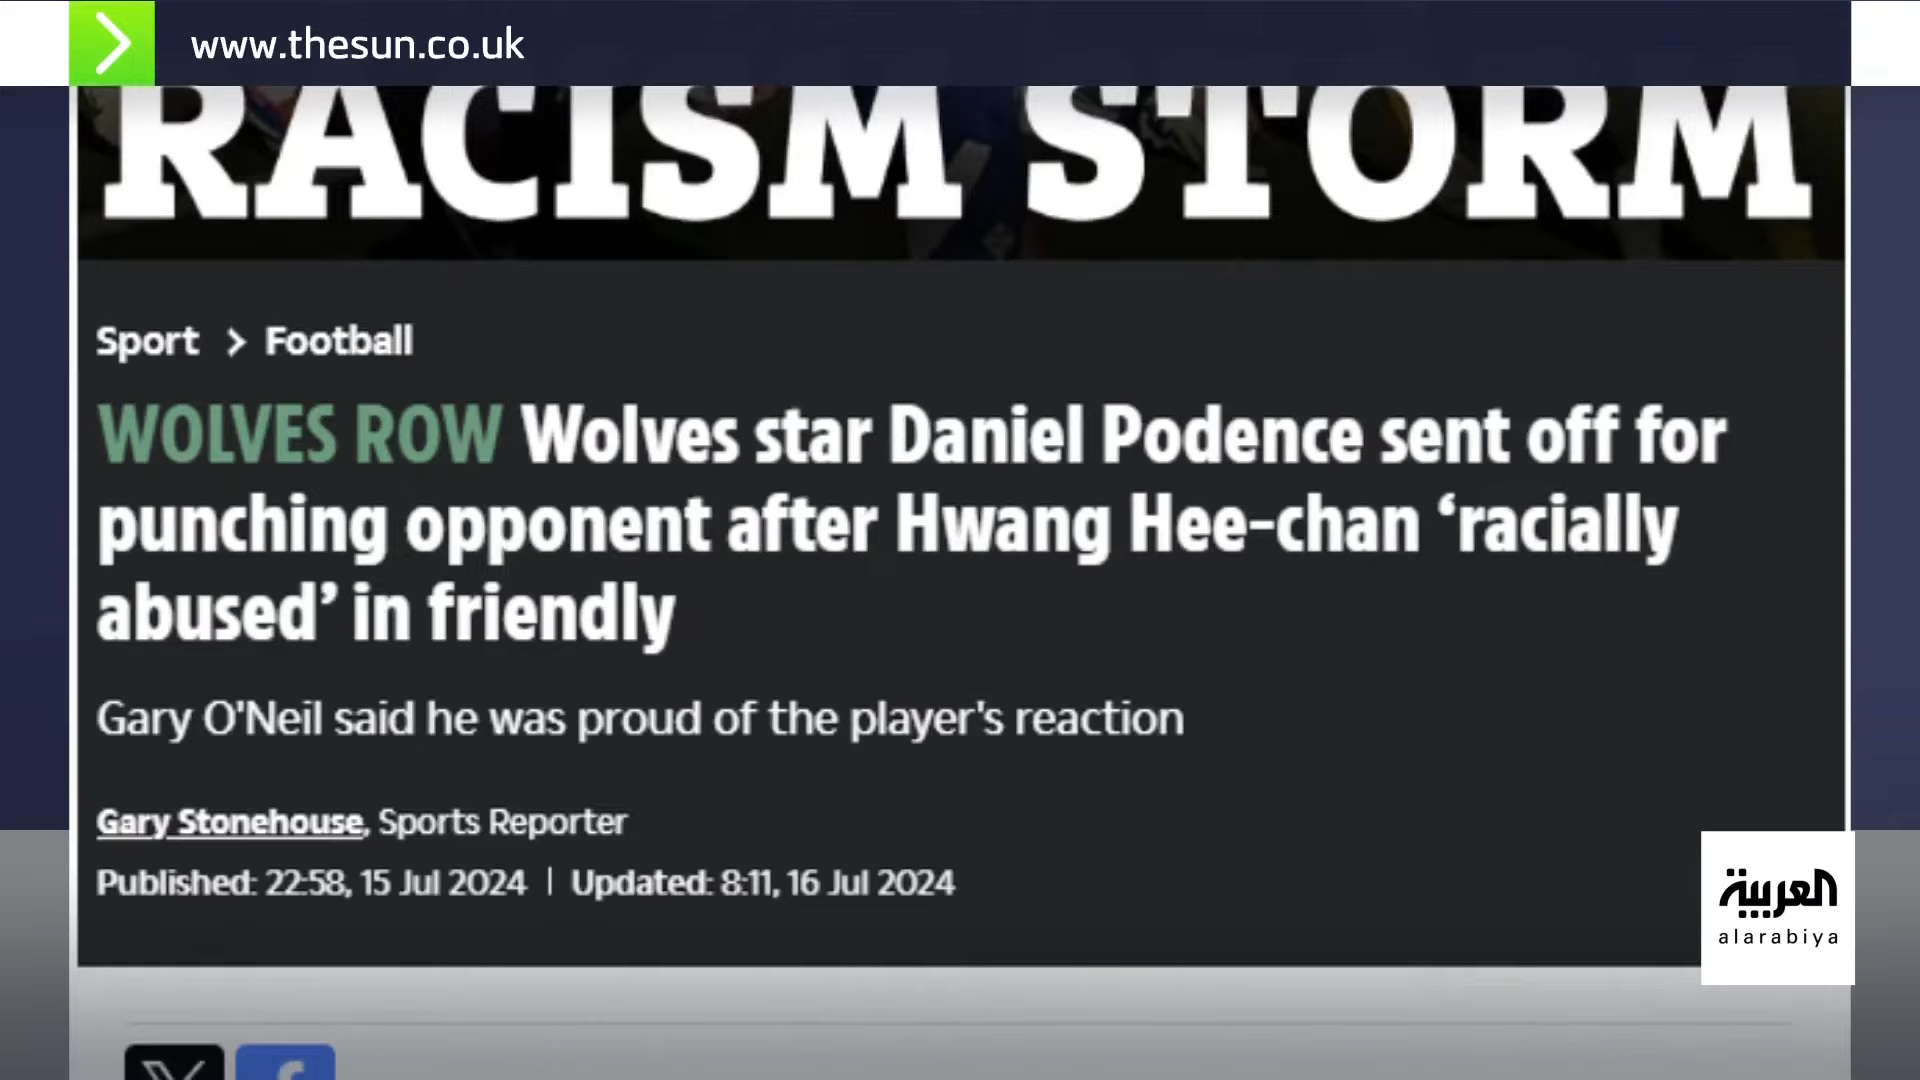 www.thesun.co.uk
RACISM STORM
Sport > Football
WOLVES ROW Wolves star Daniel Podence sent off for
punching opponent after Hwang Hee-chan ‘racially
abused’ in friendly
Gary O'Neil said he was proud of the player's reaction
Gary Stonehouse, Sports Reporter
Published: 22:58, 15 Jul 2024 | Updated: 8:11, 16 Jul 2024
العربية
alarabiya